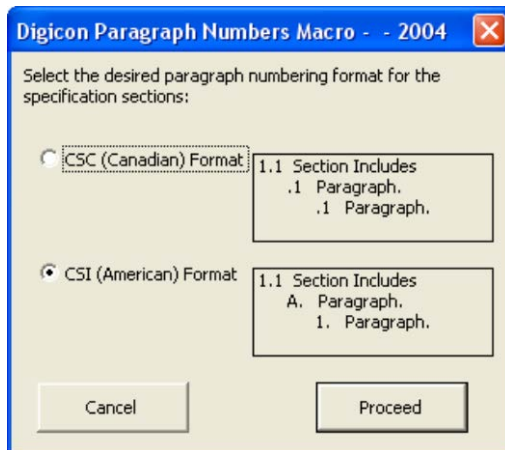 Digicon Paragraph Numbers Macro - - 2004
Select the desired paragraph numbering format for the
specification sections:
CSC (Canadian) Format
1.1 Section Includes
.1 Paragraph.
.1 Paragraph.
CSI (American) Format
1.1 Section Includes
A. Paragraph.
1. Paragraph.
Cancel
Proceed